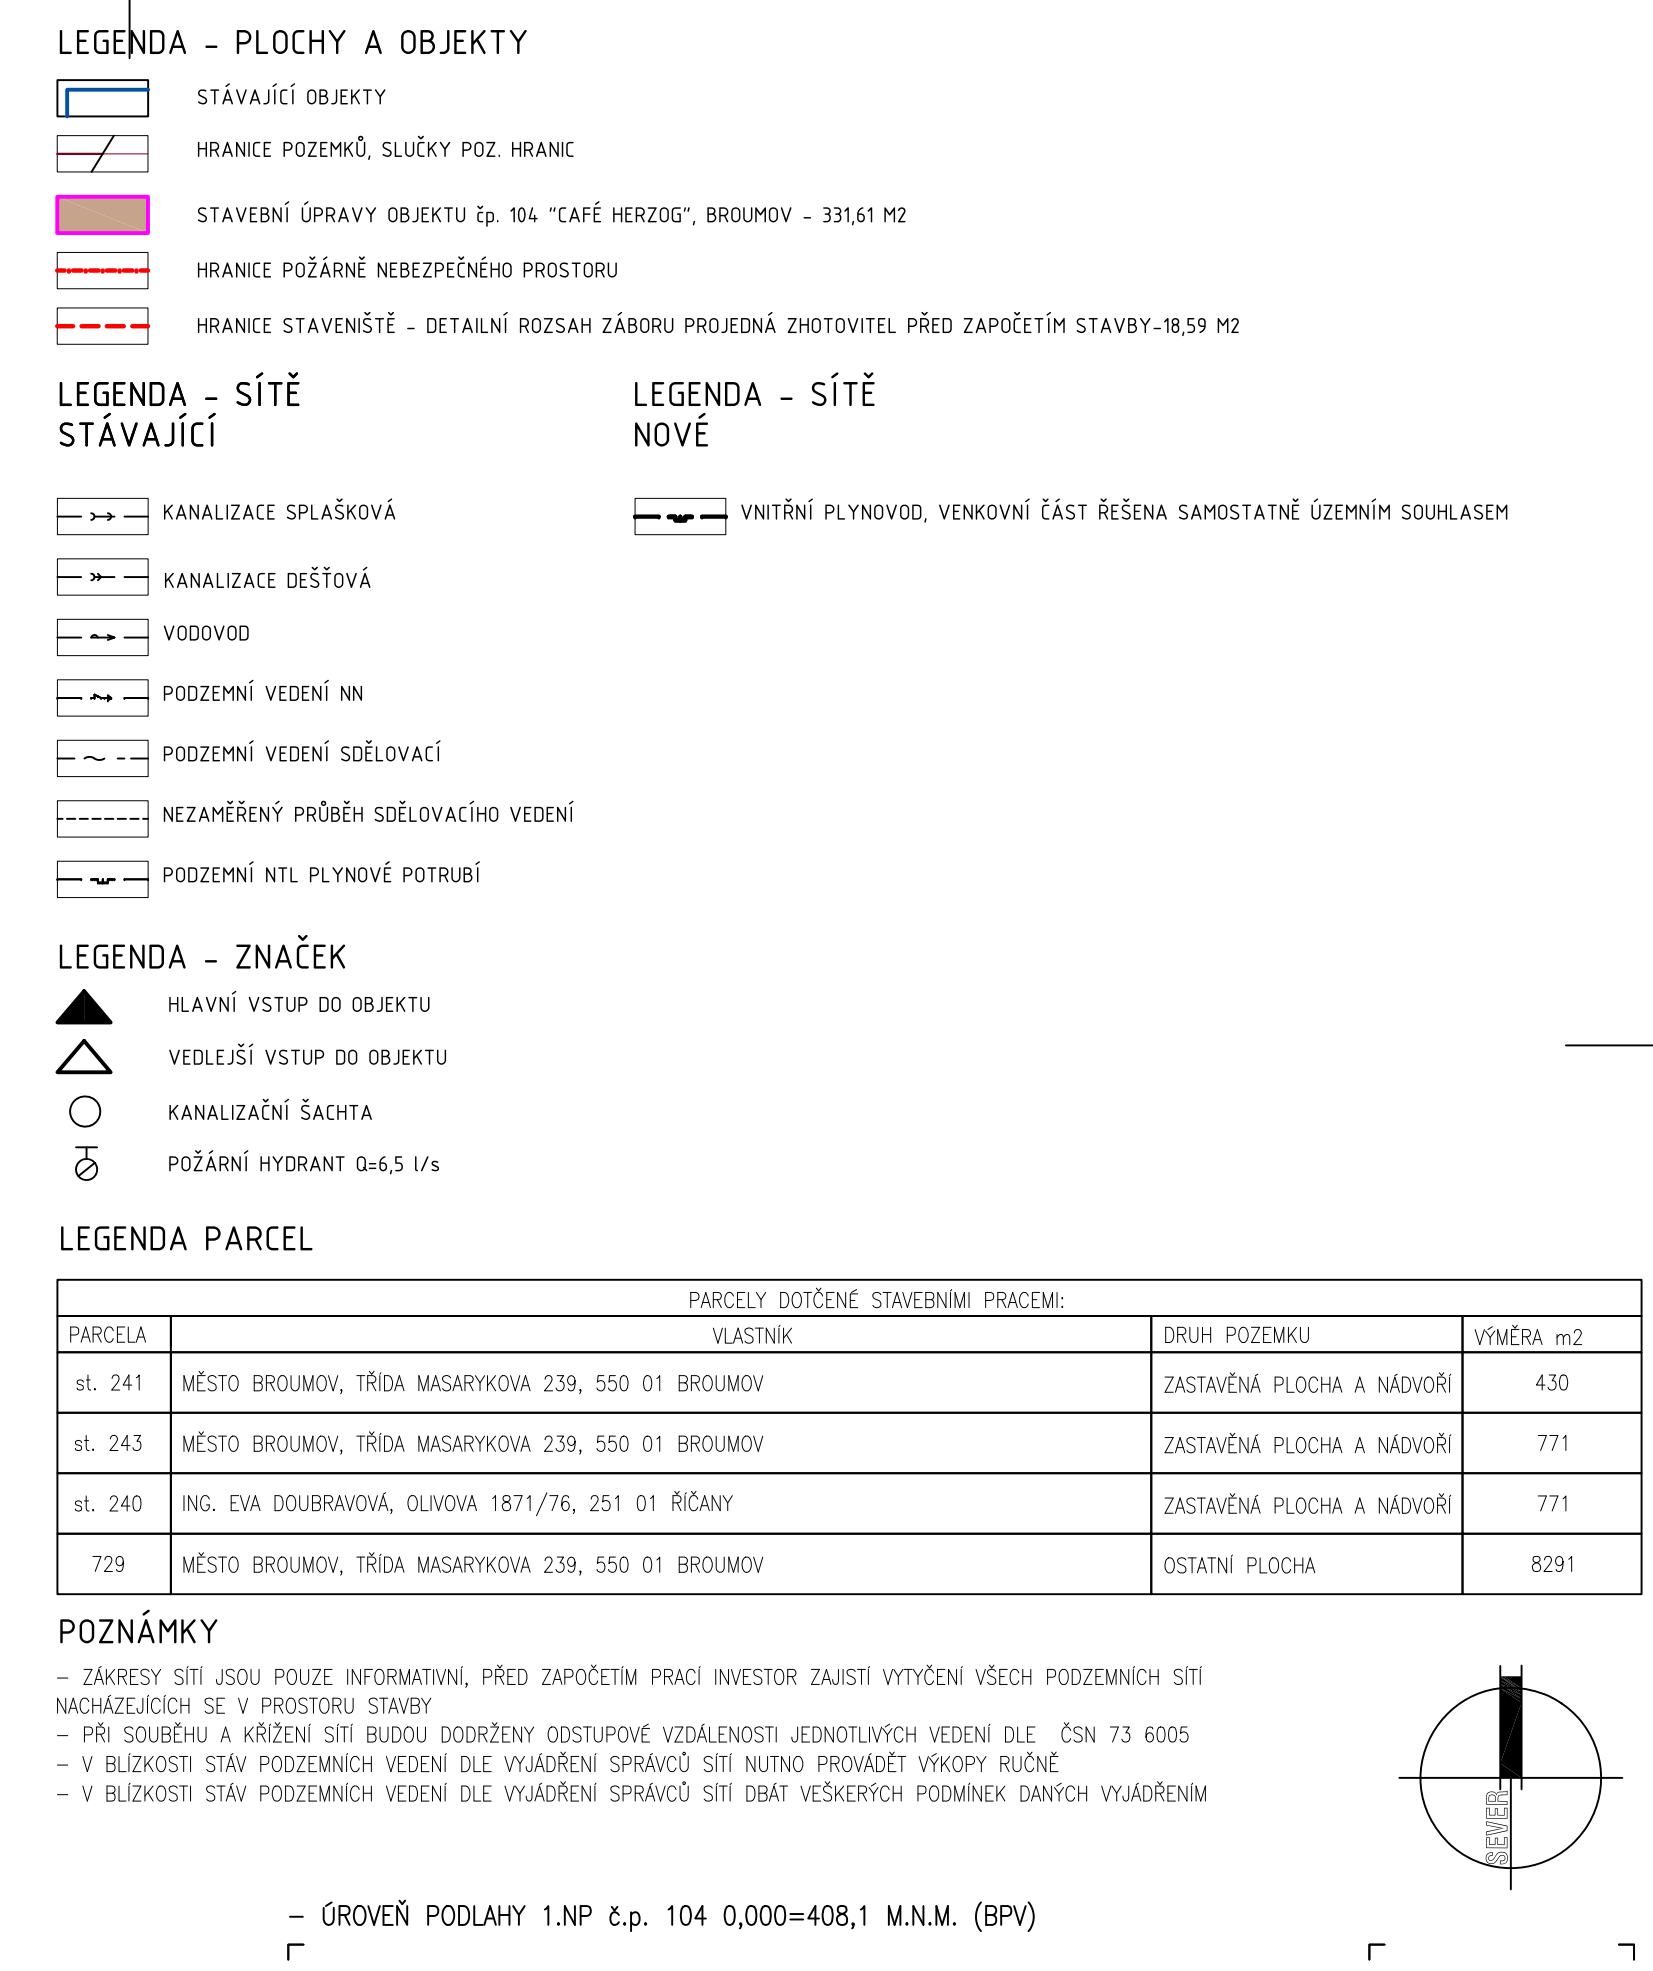 LEGENDA - PLOCHY A OBJEKTY
STÁVAJÍCÍ OBJEKTY
HRANICE POZEMKŮ, SLUČKY POZ. HRANIC
STAVEBNÍ ÚPRAVY OBJEKTU čp. 104 "CAFÉ HERZOG", BROUMOV - 331,61 M2
HRANICE POŽÁRNĚ NEBEZPEČNÉHO PROSTORU
HRANICE STAVENIŠTĚ - DETAILNÍ ROZSAH ZÁBORU PROJEDNÁ ZHOTOVITEL PŘED ZAPOČETÍM STAVBY-18,59 M2
LEGENDA - SÍTĚ
STÁVAJÍCÍ
KANALIZACE SPLAŠKOVÁ
KANALIZACE DEŠŤOVÁ
VODOVOD
PODZEMNÍ VEDENÍ NN
PODZEMNÍ VEDENÍ SDĚLOVACÍ
NEZAMĚŘENÝ PRŮBĚH SDĚLOVACÍHO VEDENÍ
PODZEMNÍ NTL PLYNOVÉ POTRUBÍ
LEGENDA - SÍTĚ
NOVÉ
VNITŘNÍ PLYNOVOD, VENKOVNÍ ČÁST ŘEŠENA SAMOSTATNĚ ÚZEMNÍM SOUHLASEM
LEGENDA - ZNAČEK
HLAVNÍ VSTUP DO OBJEKTU
VEDLEJŠÍ VSTUP DO OBJEKTU
KANALIZAČNÍ ŠACHTA
POŽÁRNÍ HYDRANT Q=6,5 l/s
LEGENDA PARCEL
PARCELY DOTČENÉ STAVEBNÍMI PRACEMI:
PARCELA VLASTNÍK DRUH POZEMKU VÝMĚRA m2
st. 241 MĚSTO BROUMOV, TŘÍDA MASARYKOVA 239, 550 01 BROUMOV ZASTAVĚNÁ PLOCHA A NÁDVOŘÍ 430
st. 243 MĚSTO BROUMOV, TŘÍDA MASARYKOVA 239, 550 01 BROUMOV ZASTAVĚNÁ PLOCHA A NÁDVOŘÍ 771
st. 240 ING. EVA DOUBRAVOVÁ, OLIVOVA 1871/76, 251 01 ŘÍČANY ZASTAVĚNÁ PLOCHA A NÁDVOŘÍ 771
729 MĚSTO BROUMOV, TŘÍDA MASARYKOVA 239, 550 01 BROUMOV OSTATNÍ PLOCHA 8291
POZNÁMKY
- ZÁKRESY SÍTÍ JSOU POUZE INFORMATIVNÍ, PŘED ZAPOČETÍM PRACÍ INVESTOR ZAJISTÍ VYTYČENÍ VŠECH PODZEMNÍCH SÍTÍ
NACHÁZEJÍCÍCH SE V PROSTORU STAVBY
- PŘI SOUBĚHU A KŘÍŽENÍ SÍTÍ BUDOU DODRŽENY ODSTUPOVÉ VZDÁLENOSTI JEDNOTLIVÝCH VEDENÍ DLE ČSN 73 6005
- V BLÍZKOSTI STÁV PODZEMNÍCH VEDENÍ DLE VYJÁDŘENÍ SPRÁVCŮ SÍTÍ NUTNO PROVÁDĚT VÝKOPY RUČNĚ
- V BLÍZKOSTI STÁV PODZEMNÍCH VEDENÍ DLE VYJÁDŘENÍ SPRÁVCŮ SÍTÍ DBÁT VEŠKERÝCH PODMÍNEK DANÝCH VYJÁDŘENÍM
SEVER
- ÚROVEŇ PODLAHY 1.NP č.p. 104 0,000=408,1 M.N.M. (BPV)